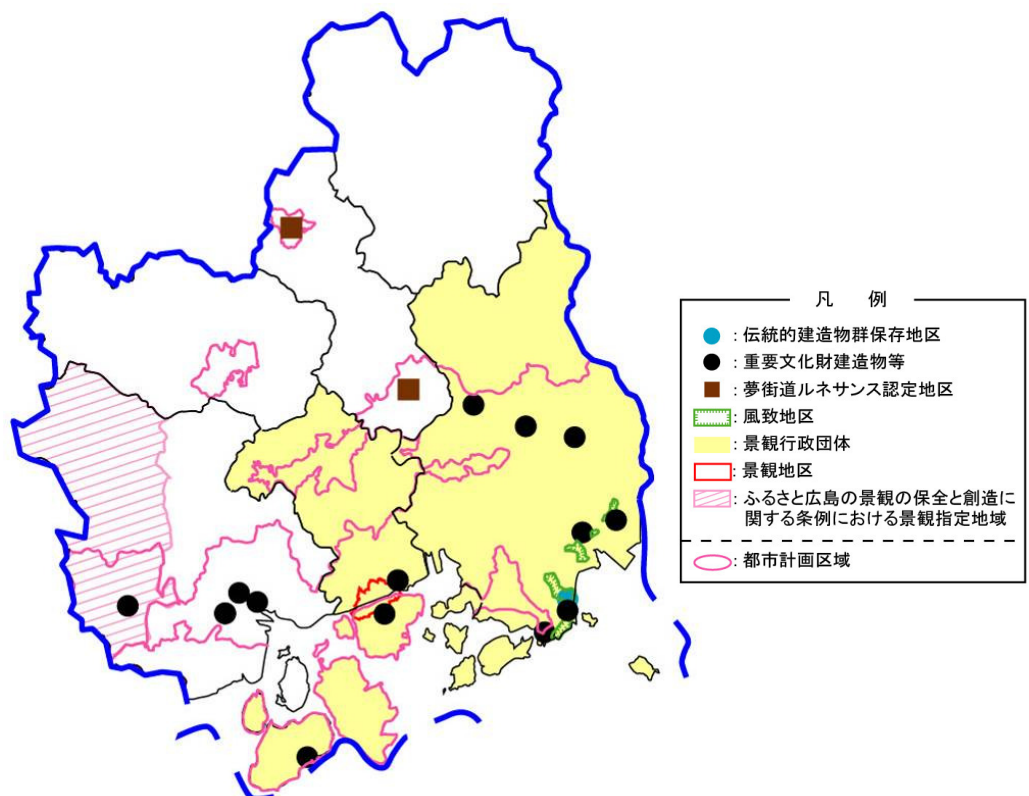 凡　例
：伝統的建造物群保存地区
：重要文化財建造物等
：夢街道ルネサンス認定地区
：風致地区
：景観行政団体
：景観地区
：ふるさと広島の景観の保全と創造に
関する条例における景観指定地域
：都市計画区域